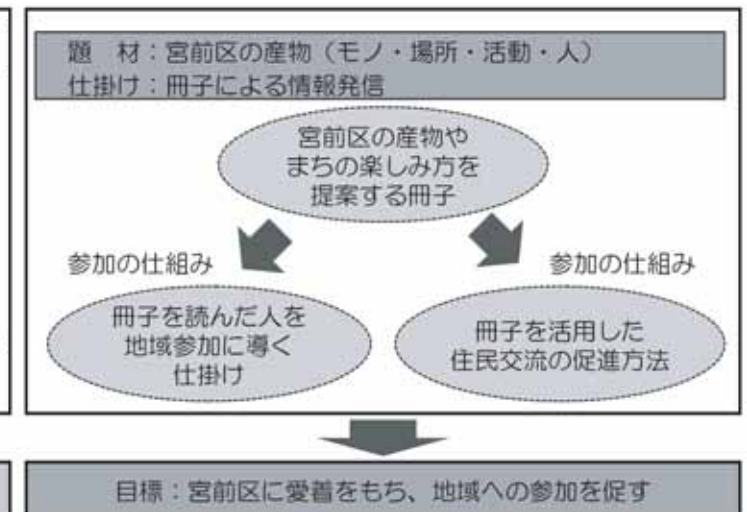 題　材：宮前区の産物（モノ・場所・活動・人）
仕掛け：冊子による情報発信
宮前区の産物や
まちの楽しみ方を
提案する冊子
参加の仕組み
参加の仕組み
冊子を読んだ人を
地域参加に導く
仕掛け
冊子を活用した
住民交流の促進方法
目標：宮前区に愛着をもち、地域への参加を促す